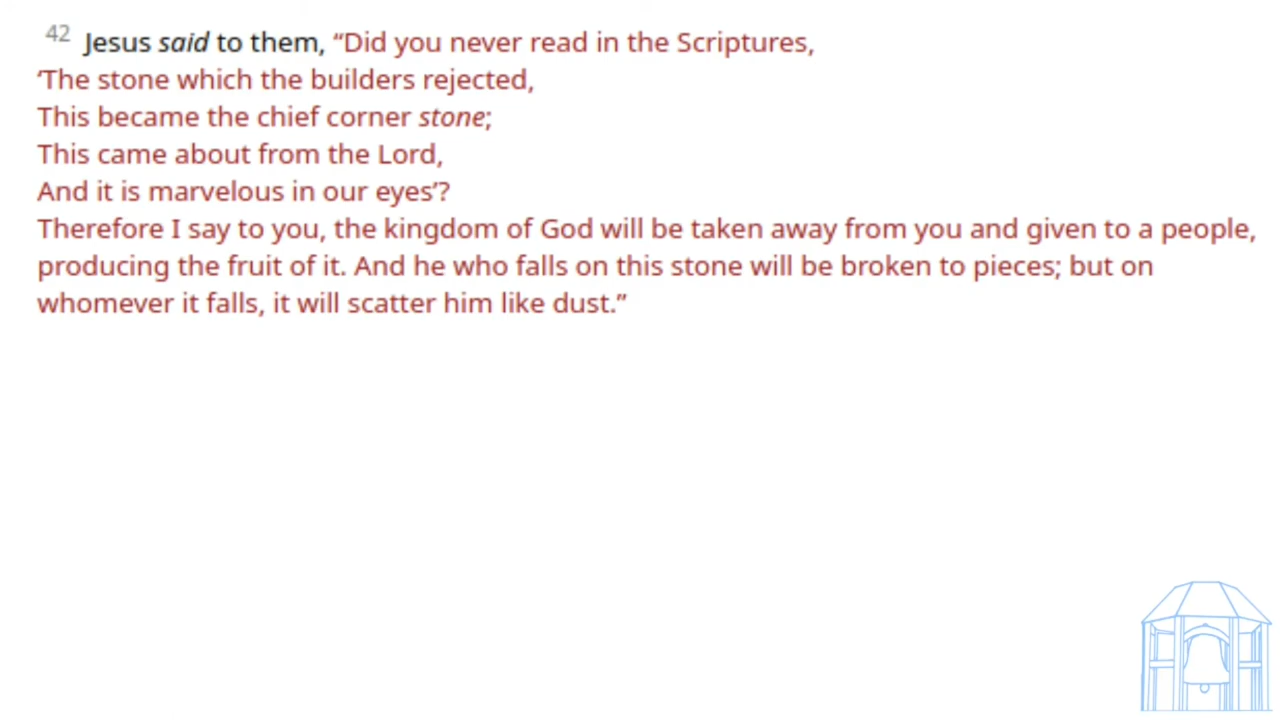 42 Jesus said to them, “Did you never read in the Scriptures,
‘The stone which the builders rejected,
This became the chief corner stone;
This came about from the Lord,
And it is marvelous in our eyes’?
Therefore I say to you, the kingdom of God will be taken away from you and given to a people,
producing the fruit of it. And he who falls on this stone will be broken to pieces; but on
whomever it falls, it will scatter him like dust.”